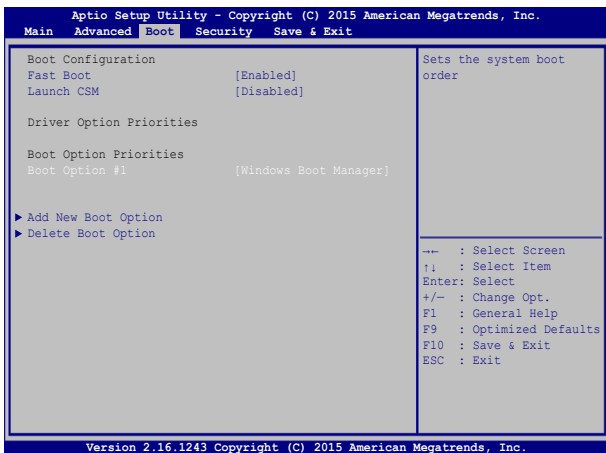 Aptio Setup Utility - Copyright (C) 2015 American Megatrends, Inc.
Main Advanced Boot Security Save & Exit
Boot Configuration
Fast Boot [Enabled]
Launch CSM [Disabled]
Driver Option Priorities
Boot Option Priorities
Boot Option #1 [Windows Boot Manager]
▶ Add New Boot Option
▶ Delete Boot Option
Sets the system boot
order
→← : Select Screen
↑↓ : Select Item
Enter: Select
+/— : Change Opt.
F1 : General Help
F9 : Optimized Defaults
F10 : Save & Exit
ESC : Exit
Version 2.16.1243 Copyright (C) 2015 American Megatrends, Inc.